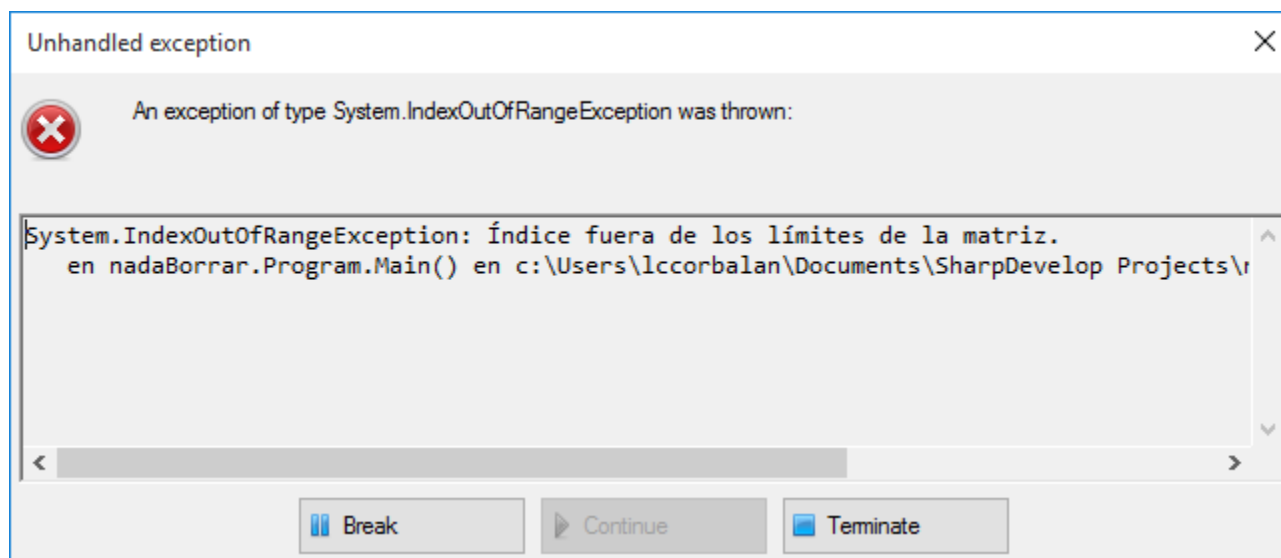 Unhandled exception
An exception of type System.IndexOutOfRangeException was thrown:
System.IndexOutOfRangeException: Índice fuera de los límites de la matriz.
en nadaBorrar.Program.Main() en c:\Users\lccorbalan\Documents\SharpDevelop Projects\
Break Continue Terminate